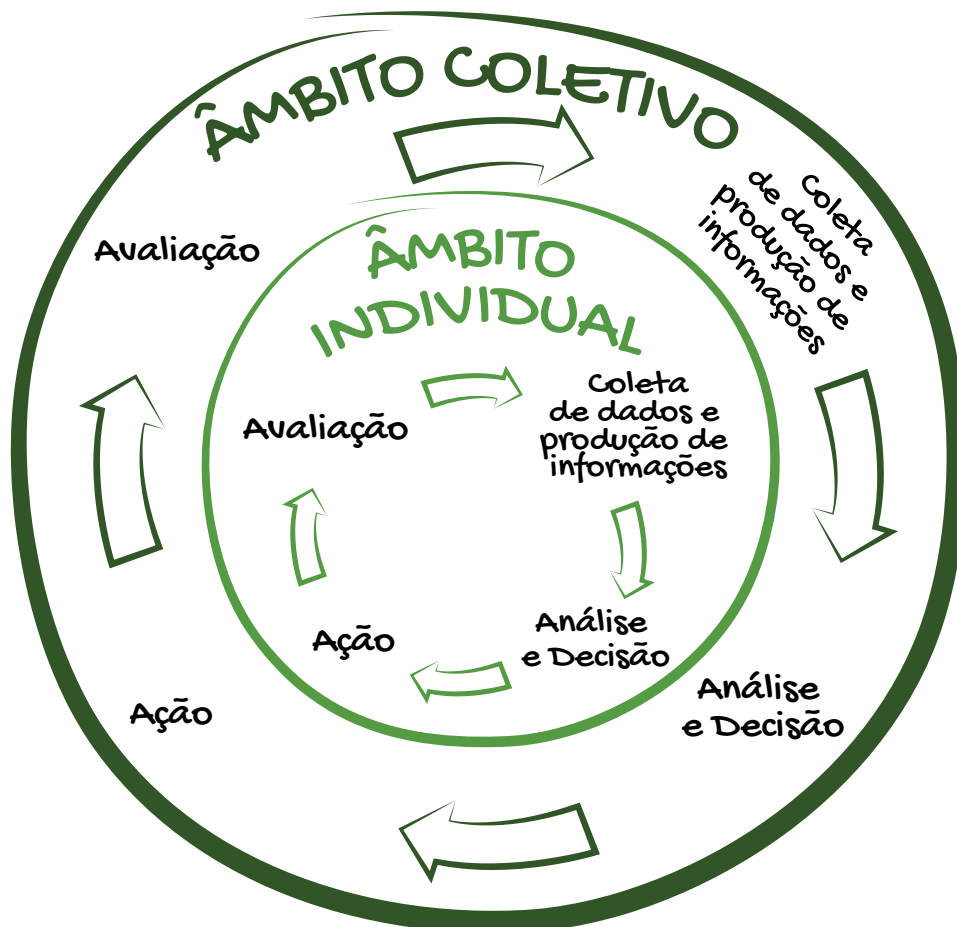 ÂMBITO COLETIVO
Avaliação
Coleta
de dados e
produção de
informações
Análise
e Decisão
Ação
ÂMBITO
INDIVIDUAL
Avaliação
Coleta
de dados e
produção de
informações
Análise
e Decisão
Ação